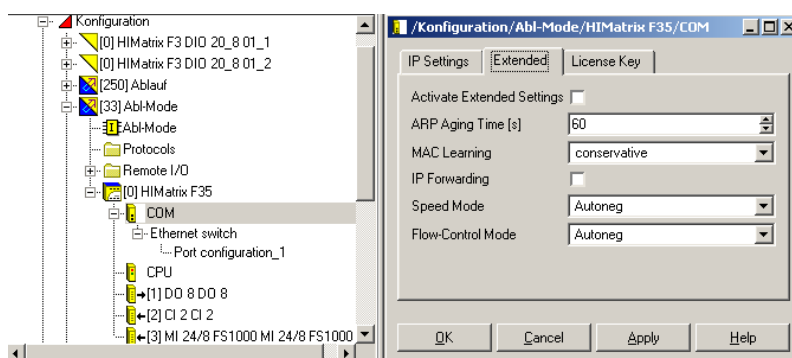 Konfiguration
[0] HIMatrix F3 DIO 20_8 01_1
[0] HIMatrix F3 DIO 20_8 01_2
[250] Ablauf
[33] Abl-Mode
Abl-Mode
Protocols
Remote I/O
[0] HIMatrix F35
COM
Ethernet switch
Port configuration_1
CPU
[1] DO 8 DO 8
[2] CI 2 CI 2
[3] MI 24/8 FS1000 MI 24/8 FS1000
/Konfiguration/Abl-Mode/HIMatrix F35/COM
IP Settings Extended License Key
Activate Extended Settings
ARP Aging Time [s] 60
MAC Learning conservative
IP Forwarding
Speed Mode Autoneg
Flow-Control Mode Autoneg
OK Cancel Apply Help